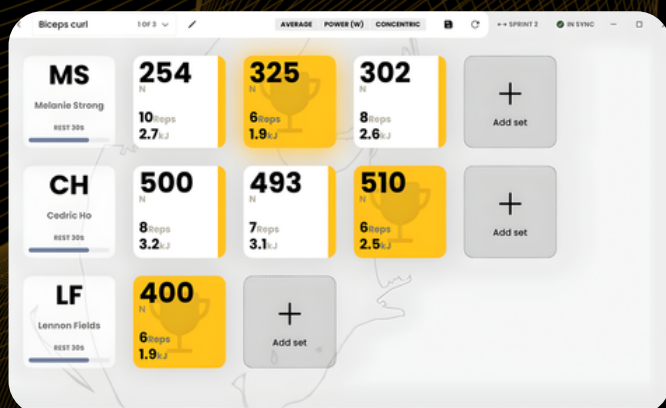 Biceps curl 1 OF 3 AVERAGE POWER (W) CONCENTRIC SPRINT 2 IN SYNC
MS
Melanie Strong
REST 30s
254
N
10Reps
2.7kJ
325
N
6Reps
1.9kJ
302
N
8Reps
2.6kJ
Add set
CH
Cedric Ho
REST 30s
500
N
8Reps
3.2kJ
493
N
7Reps
3.1kJ
510
N
6Reps
2.5kJ
Add set
LF
Lennon Fields
REST 30s
400
N
6Reps
1.9kJ
Add set